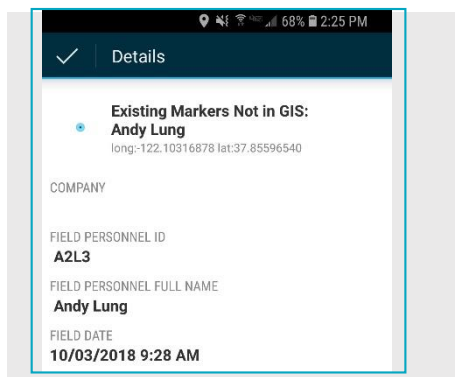 68% 2:25 PM
Details
Existing Markers Not in GIS:
Andy Lung
long:-122.10316878 lat:37.85596540
COMPANY
FIELD PERSONNEL ID
A2L3
FIELD PERSONNEL FULL NAME
Andy Lung
FIELD DATE
10/03/2018 9:28 AM